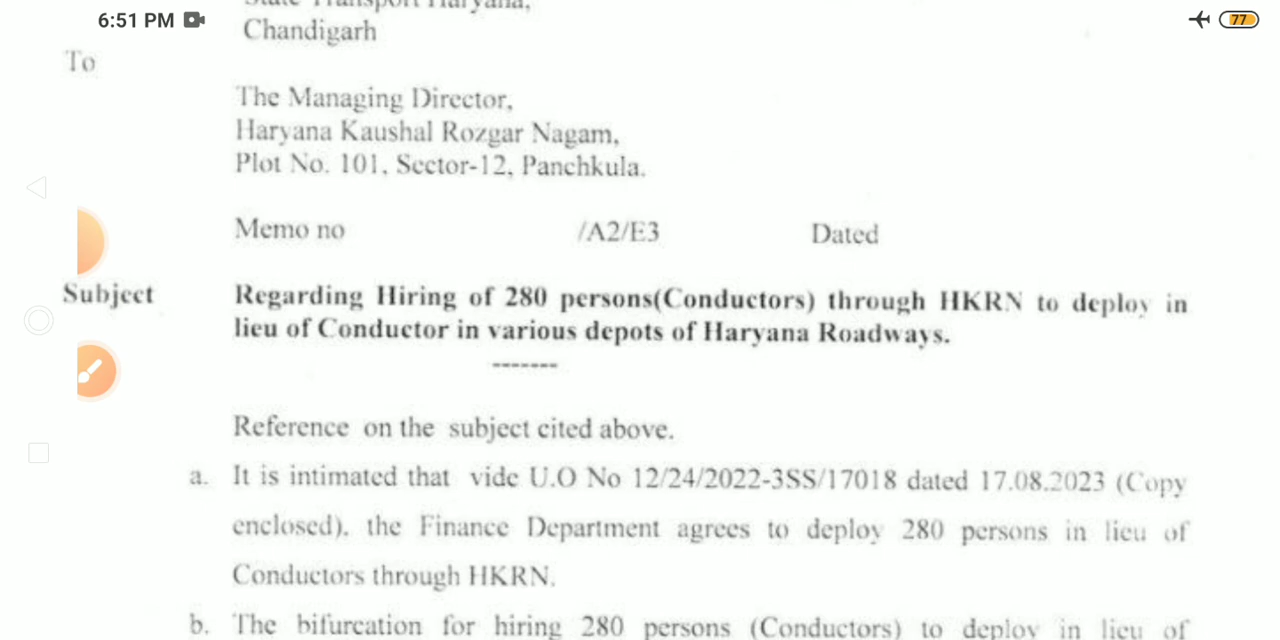 6:51 PM
77
State Transport Haryana,
Chandigarh
To
The Managing Director,
Haryana Kaushal Rozgar Nagam,
Plot No. 101, Sector-12, Panchkula.
Memo no /A2/E3 Dated
Subject Regarding Hiring of 280 persons(Conductors) through HKRN to deploy in
lieu of Conductor in various depots of Haryana Roadways.
-------
Reference on the subject cited above.
a. It is intimated that vide U.O No 12/24/2022-3SS/17018 dated 17.08.2023 (Copy
enclosed), the Finance Department agrees to deploy 280 persons in lieu of
Conductors through HKRN.
b. The bifurcation for hiring 280 persons (Conductors) to deploy in lieu of